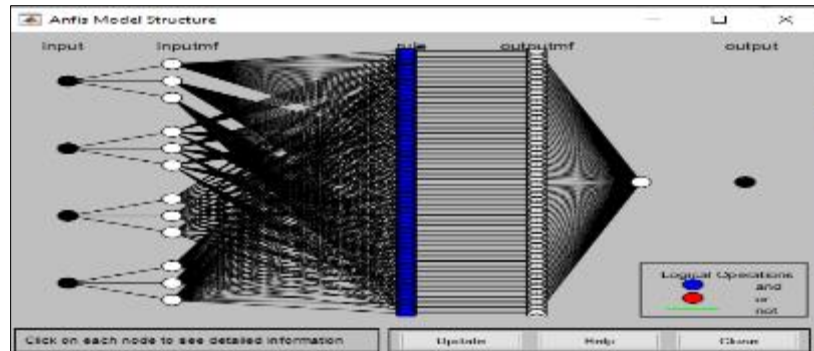 Anfis Model Structure
input inputmf rule outputmf output
Logical Operations
and
or
not
Click on each node to see detailed information
Update Help Close